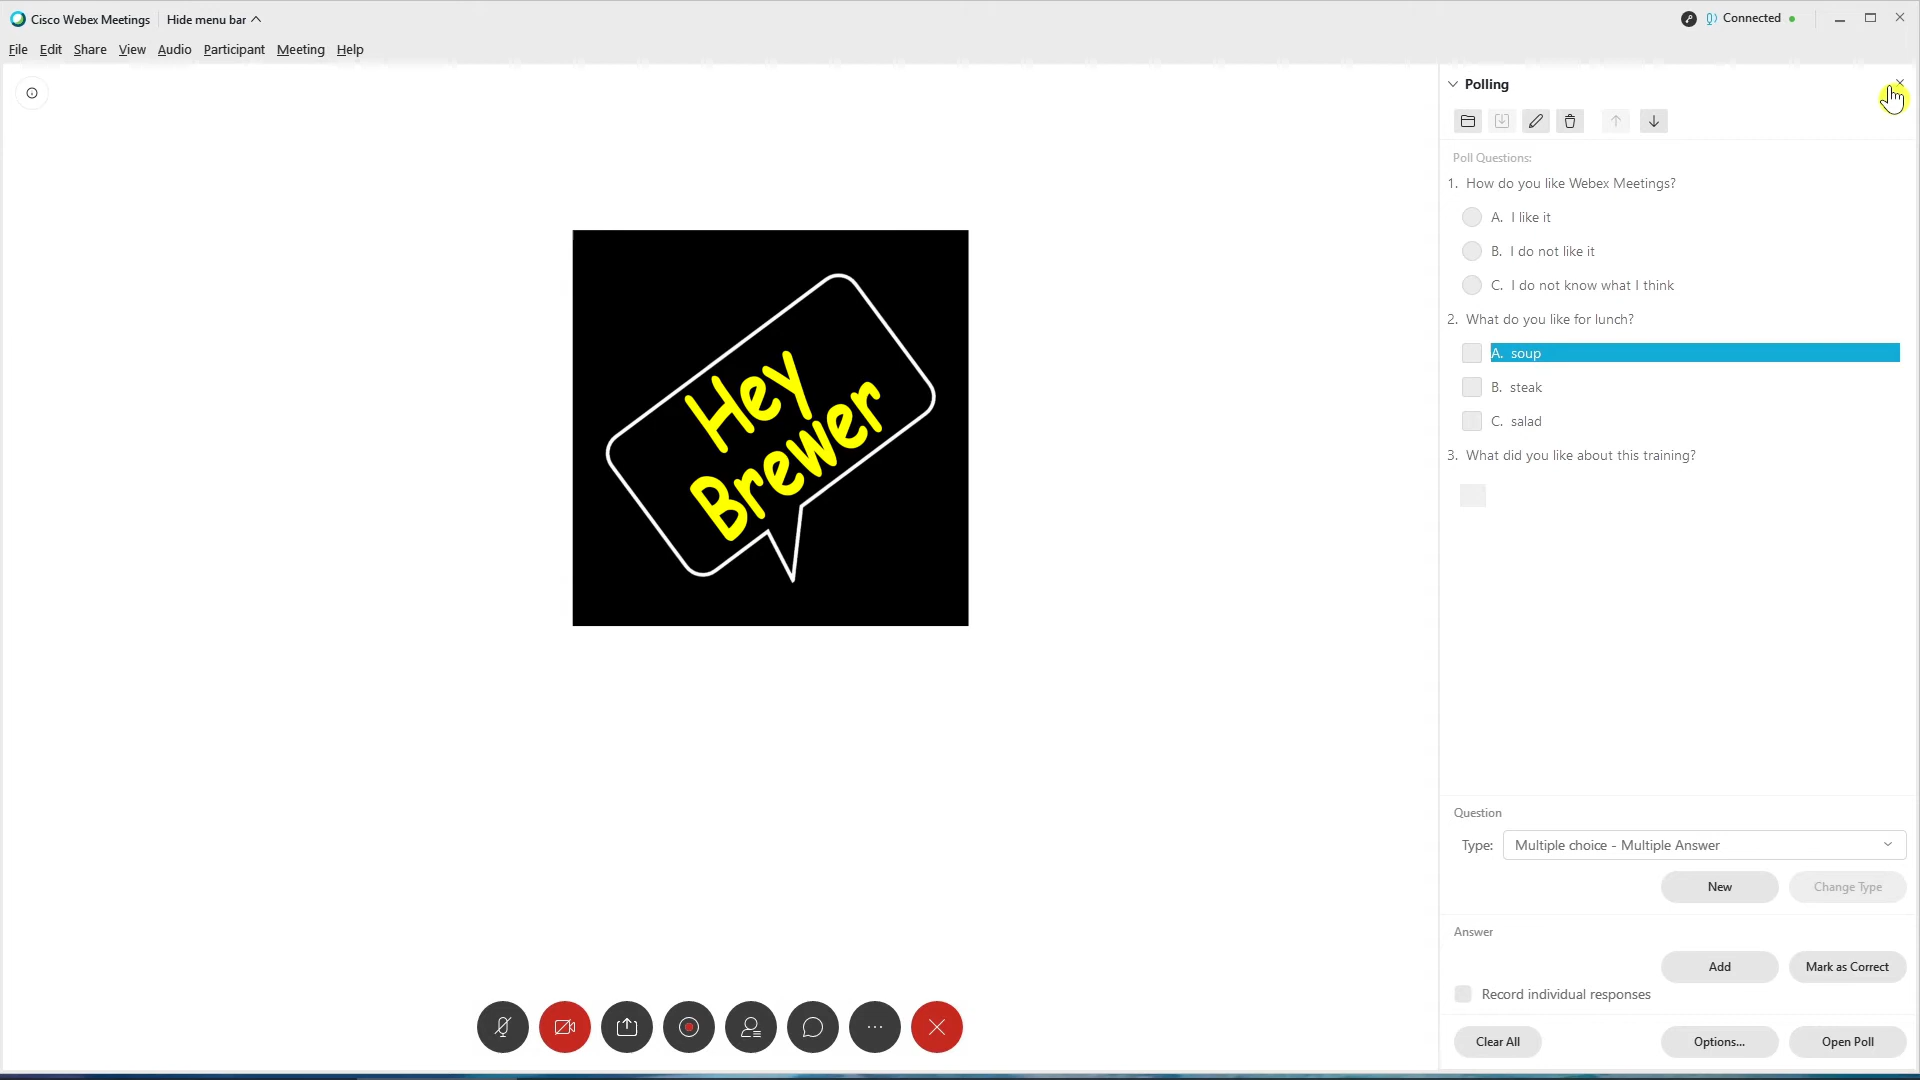 Cisco Webex Meetings
Hide menu bar
Connected
File Edit Share View Audio Participant Meeting Help
Polling
Poll Questions:
1. How do you like Webex Meetings?
A. I like it
B. I do not like it
C. I do not know what I think
2. What do you like for lunch?
A. soup
B. steak
C. salad
3. What did you like about this training?
Hey
Brewer
Question
Type: Multiple choice - Multiple Answer
New Change Type
Answer
Add Mark as Correct
Record individual responses
Clear All Options... Open Poll